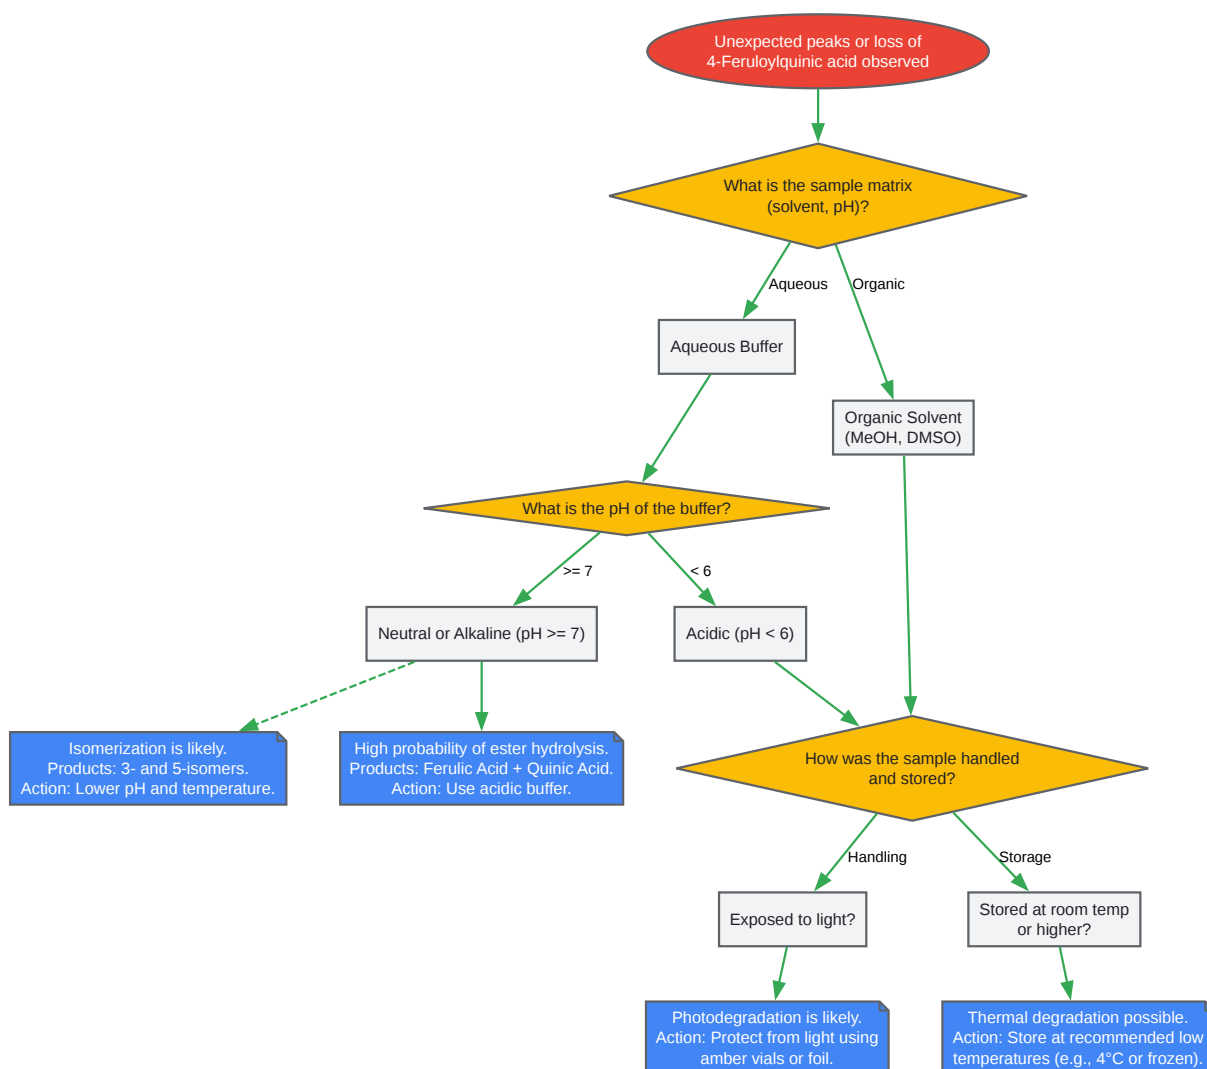 Unexpected peaks or loss of
4-Feruloylquinic acid observed
What is the sample matrix
(solvent, pH)?
Aqueous
Organic
Aqueous Buffer
Organic Solvent
(MeOH, DMSO)
What is the pH of the buffer?
>= 7
< 6
Neutral or Alkaline (pH >= 7)
Acidic (pH < 6)
Isomerization is likely.
Products: 3- and 5-isomers.
Action: Lower pH and temperature.
High probability of ester hydrolysis.
Products: Ferulic Acid + Quinic Acid.
Action: Use acidic buffer.
How was the sample handled
and stored?
Handling
Storage
Exposed to light?
Stored at room temp
or higher?
Photodegradation is likely.
Action: Protect from light using
amber vials or foil.
Thermal degradation possible.
Action: Store at recommended low
temperatures (e.g., 4°C or frozen).